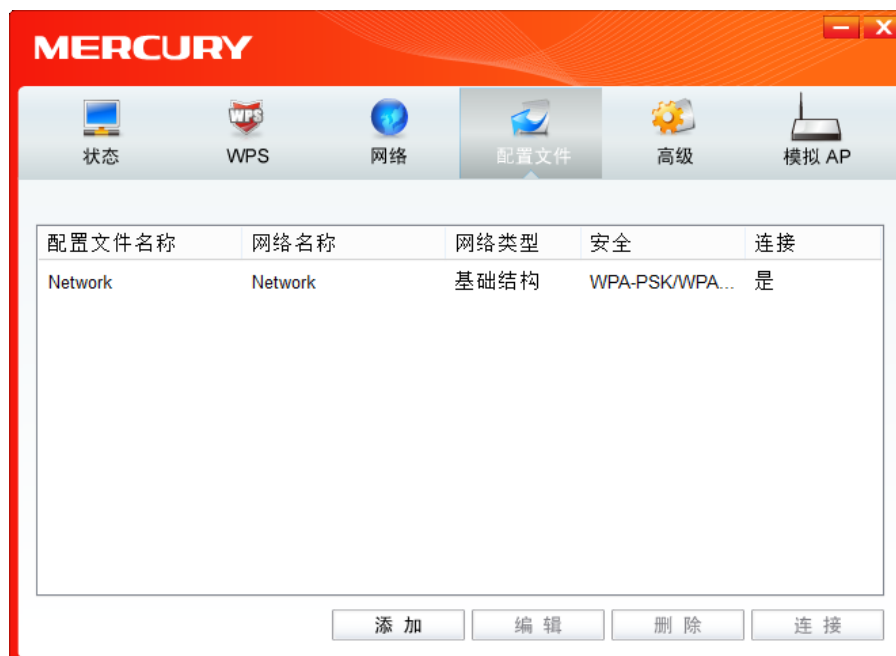 MERCURY
状态 WPS 网络 配置文件 高级 模拟 AP
配置文件名称 网络名称 网络类型 安全 连接
Network Network 基础结构 WPA-PSK/WPA... 是
添 加 编 辑 删 除 连 接